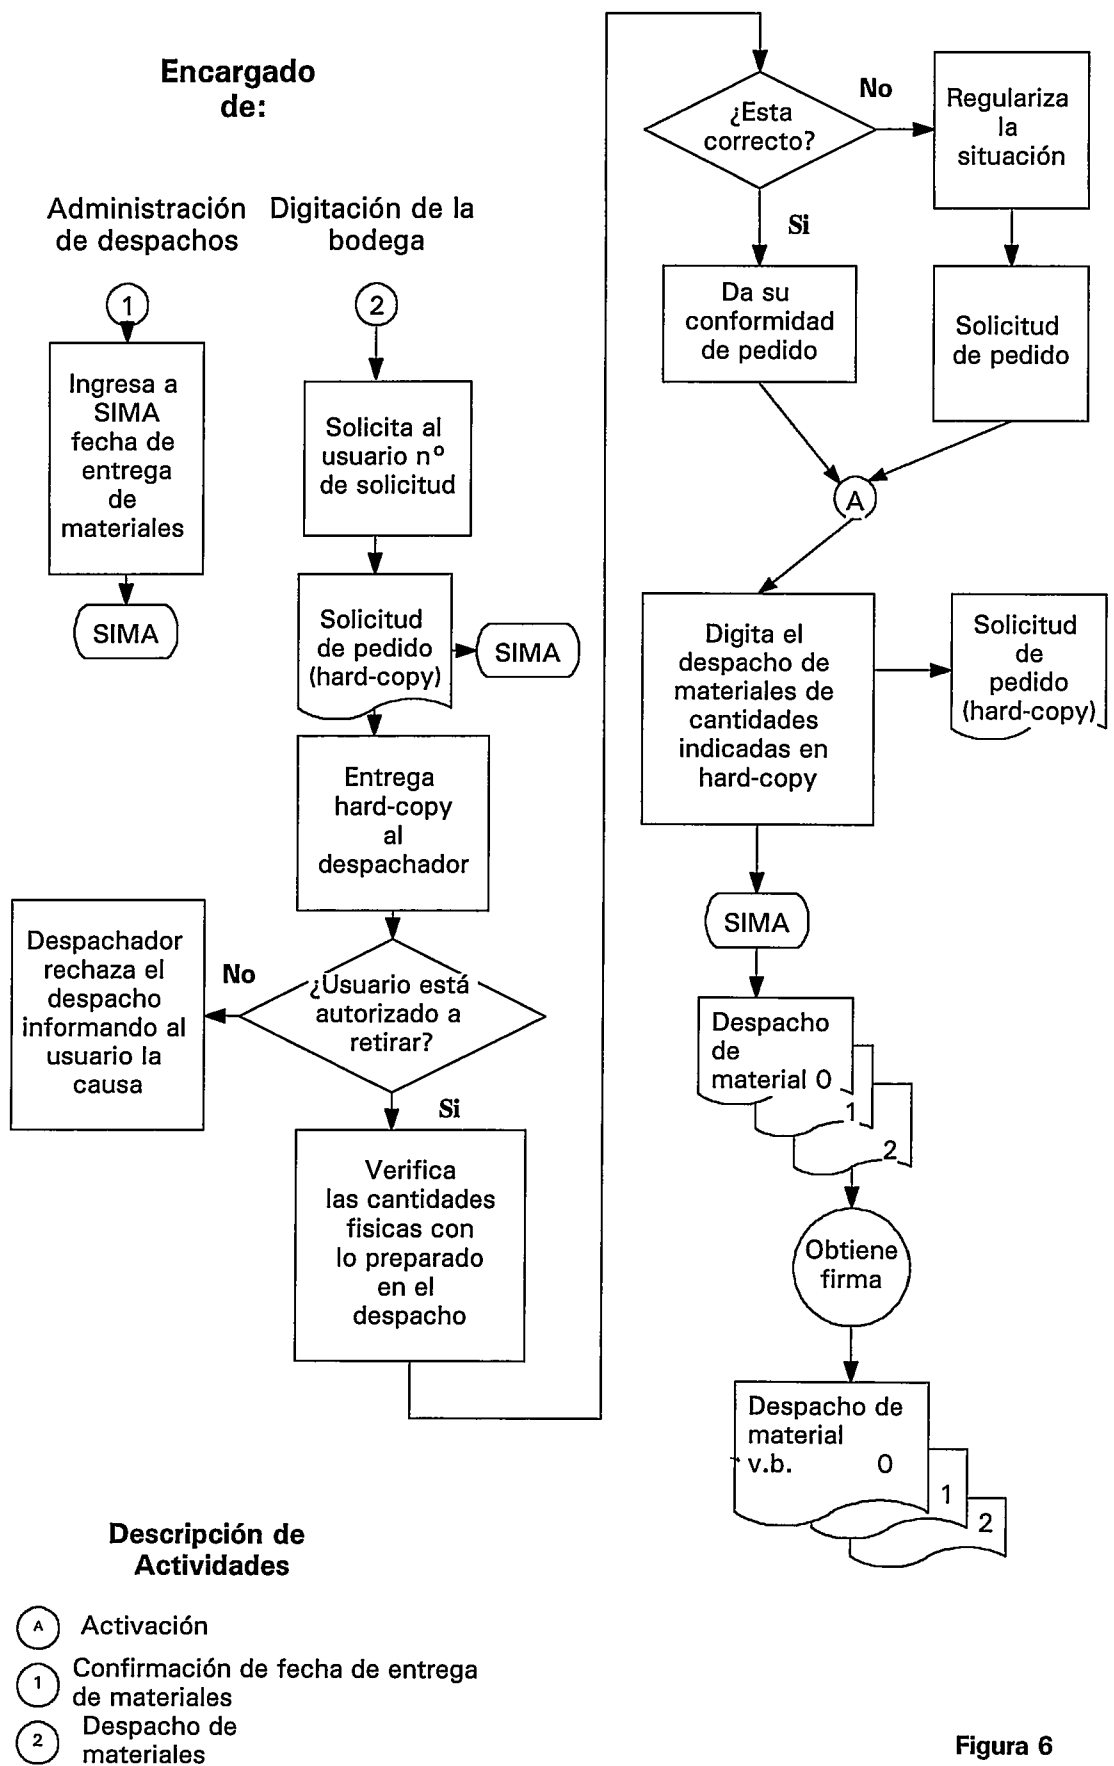 Encargado
de:
Administración
de despachos
1
Ingresa a
SIMA
fecha de
entrega
de
materiales
SIMA
Digitación de la
bodega
2
Solicita al
usuario nº
de solicitud
Solicitud
de pedido
(hard-copy)
SIMA
Entrega
hard-copy
al
despachador
¿Usuario está
autorizado a
retirar?
No
Despachador
rechaza el
despacho
informando al
usuario la
causa
Si
Verifica
las cantidades
fisicas con
lo preparado
en el
despacho
¿Esta
correcto?
No
Regulariza
la
situación
Si
Da su
conformidad
de pedido
Solicitud
de pedido
A
Digita el
despacho de
materiales de
cantidades
indicadas en
hard-copy
Solicitud
de
pedido
(hard-copy)
SIMA
Despacho
de
material 0
1
2
Obtiene
firma
Despacho de
material
v.b. 0
1
2
Descripción de
Actividades
A Activación
1 Confirmación de fecha de entrega
de materiales
2 Despacho de
materiales
Figura 6